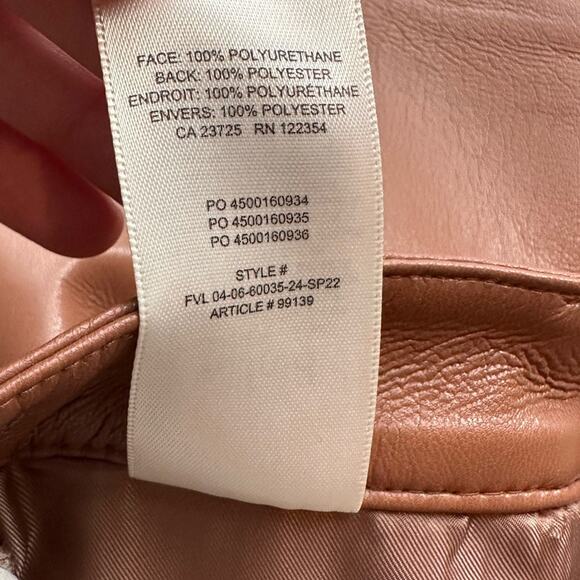 FACE: 100% POLYURETHANE
BACK: 100% POLYESTER
ENDROIT: 100% POLYURÉTHANE
ENVERS: 100% POLYESTER
CA 23725 RN 122354
PO 4500160934
PO 4500160935
PO 4500160936
STYLE #
FVL 04-06-60035-24-SP22
ARTICLE # 99139